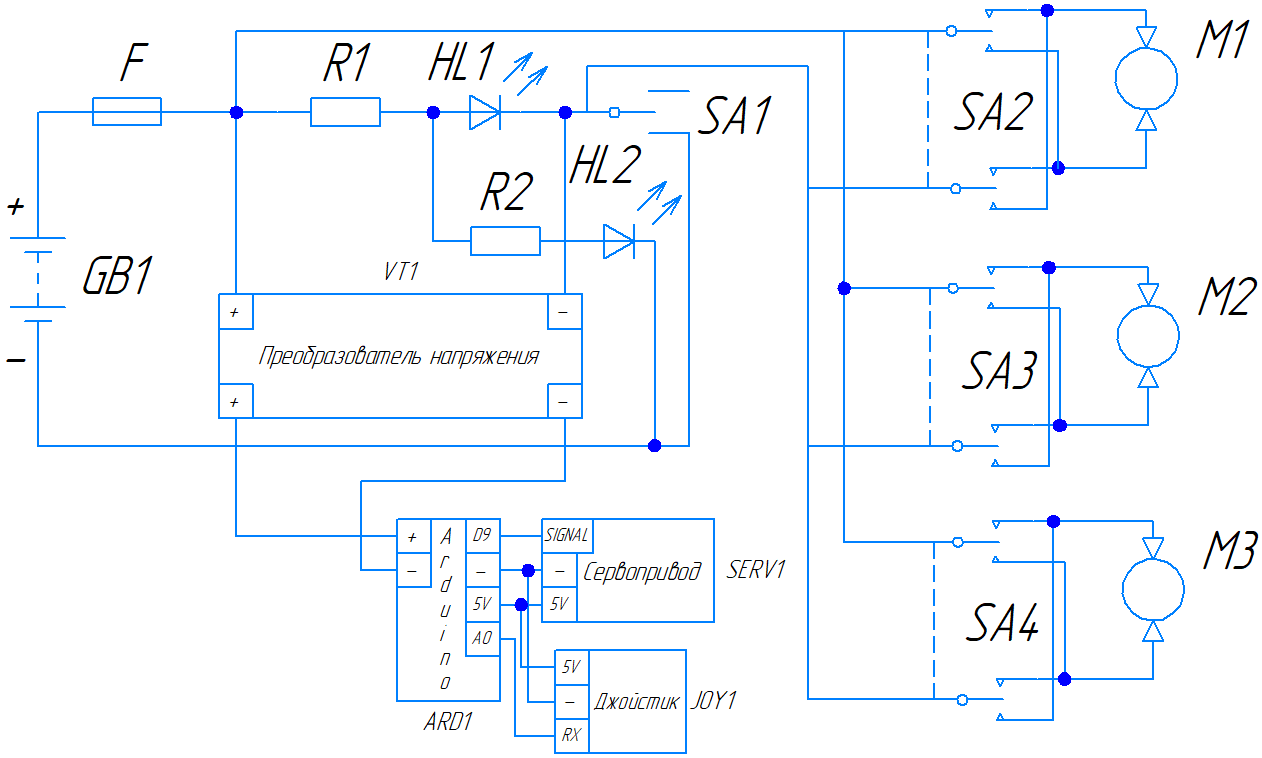 F
R1
HL1
SA1
HL2
R2
+
GB1
−
VT1
+
−
Преобразователь напряжения
+
−
+
−
Arduino
D9
−
5V
A0
ARD1
SIGNAL
−
5V
Сервопривод
SERV1
5V
−
RX
Джойстик
JOY1
SA2
M1
SA3
M2
SA4
M3